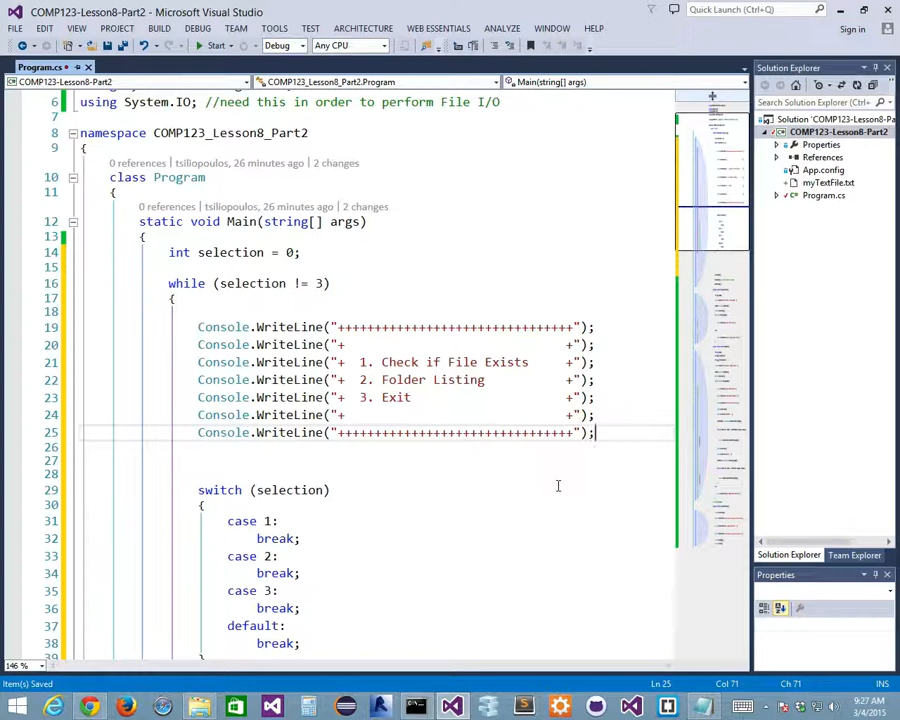 COMP123-Lesson8-Part2 - Microsoft Visual Studio
Quick Launch (Ctrl+Q)
FILE EDIT VIEW PROJECT BUILD DEBUG TEAM TOOLS TEST ARCHITECTURE WEB ESSENTIALS ANALYZE WINDOW HELP
Sign in
Start Debug Any CPU
Program.cs
COMP123-Lesson8-Part2 COMP123_Lesson8_Part2.Program Main(string[] args)
6 using System.IO; //need this in order to perform File I/O
7
8 namespace COMP123_Lesson8_Part2
9 {
0 references | tsiliopoulos, 26 minutes ago | 2 changes
10 class Program
11 {
0 references | tsiliopoulos, 26 minutes ago | 2 changes
12 static void Main(string[] args)
13 {
14 int selection = 0;
15
16 while (selection != 3)
17 {
18
19 Console.WriteLine("++++++++++++++++++++++++++++++++");
20 Console.WriteLine("+ +");
21 Console.WriteLine("+ 1. Check if File Exists +");
22 Console.WriteLine("+ 2. Folder Listing +");
23 Console.WriteLine("+ 3. Exit +");
24 Console.WriteLine("+ +");
25 Console.WriteLine("++++++++++++++++++++++++++++++++");
26
27
28
29 switch (selection)
30 {
31 case 1:
32 break;
33 case 2:
34 break;
35 case 3:
36 break;
37 default:
38 break;
146 %
Solution Explorer
Search Solution Explorer (Ctrl+
Solution 'COMP123-Lesson8-Pa
COMP123-Lesson8-Part2
Properties
References
App.config
myTextFile.txt
Program.cs
Solution Explorer Team Explorer
Properties
Item(s) Saved Ln 25 Col 71 Ch 71 INS
9:27 AM
3/4/2015